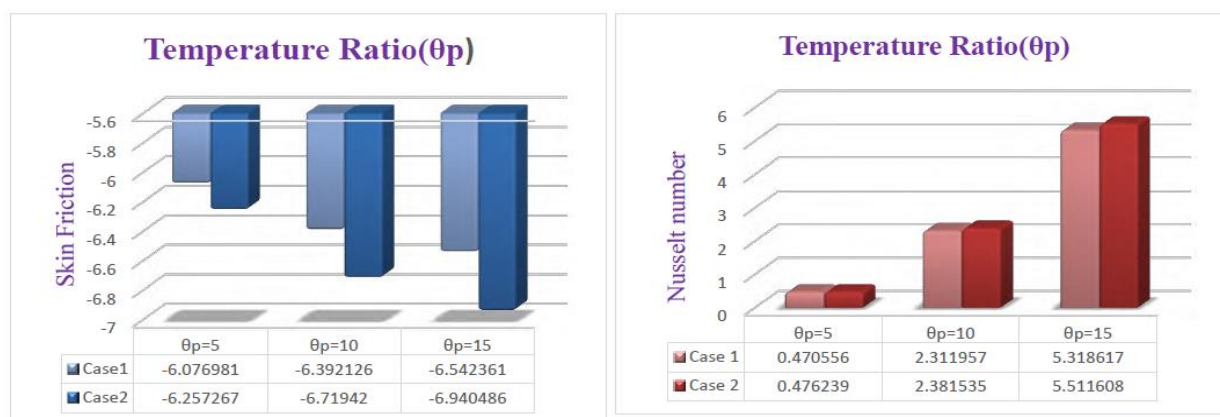 Temperature Ratio(θp)
Skin Friction
-5.6
-5.8
-6
-6.2
-6.4
-6.6
-6.8
-7
θp=5 θp=10 θp=15
Case1 -6.076981 -6.392126 -6.542361
Case2 -6.257267 -6.71942 -6.940486
Temperature Ratio(θp)
Nusselt number
6
5
4
3
2
1
0
θp=5 θp=10 θp=15
Case 1 0.470556 2.311957 5.318617
Case 2 0.476239 2.381535 5.511608